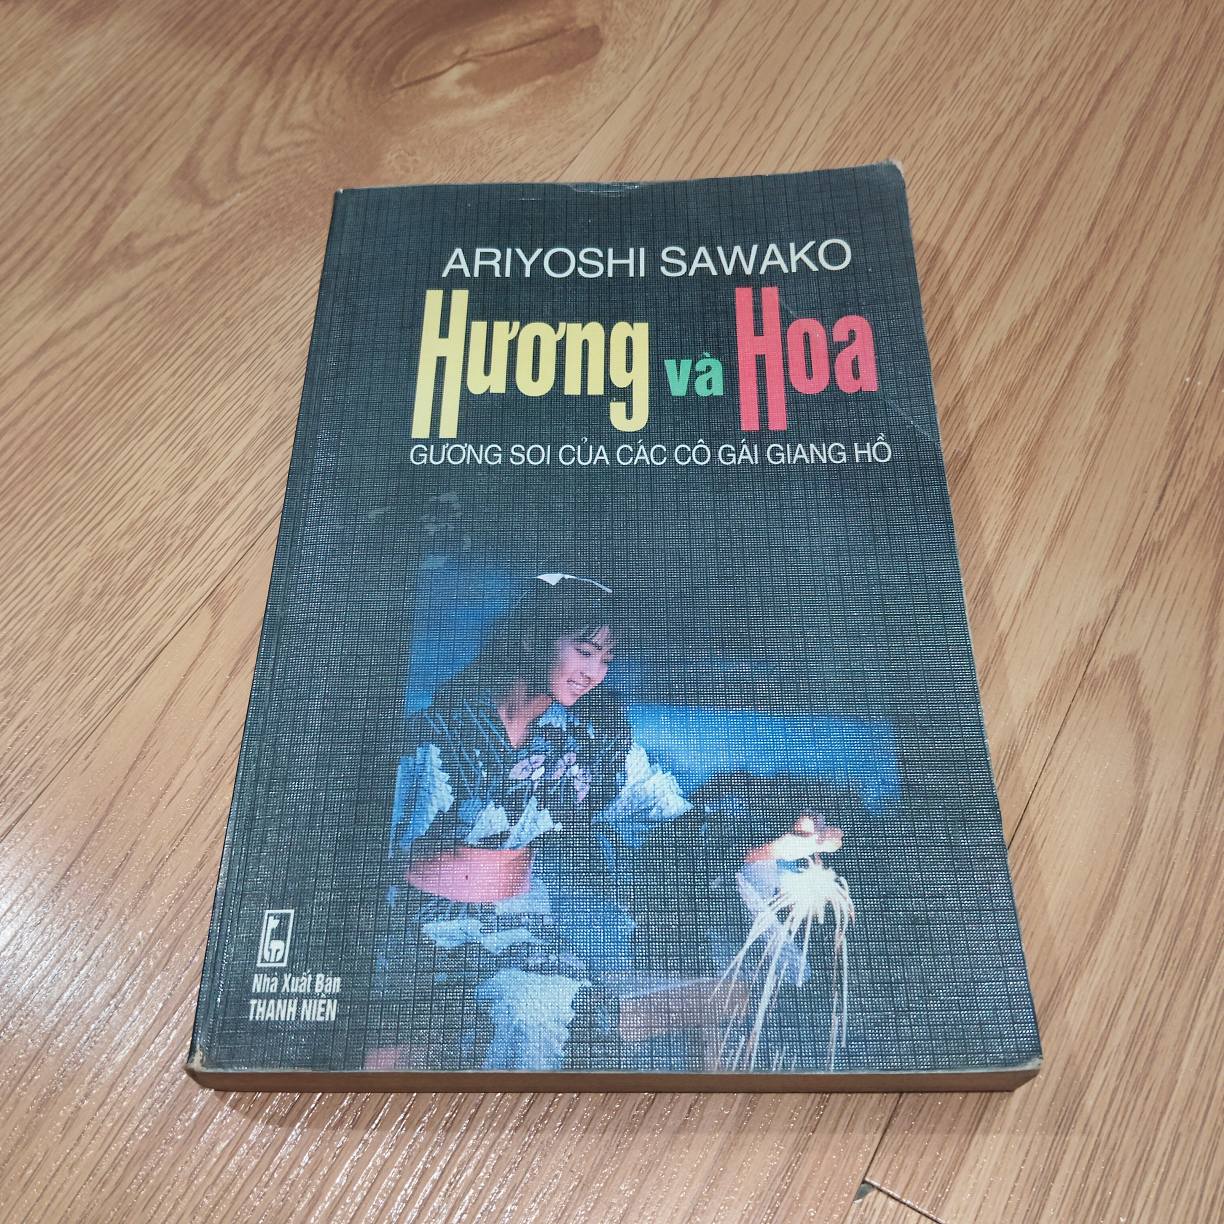 ARIYOSHI SAWAKO
Hương và Hoa
GƯƠNG SOI CỦA CÁC CÔ GÁI GIANG HỒ
Nhà Xuất Bản
THANH NIÊN